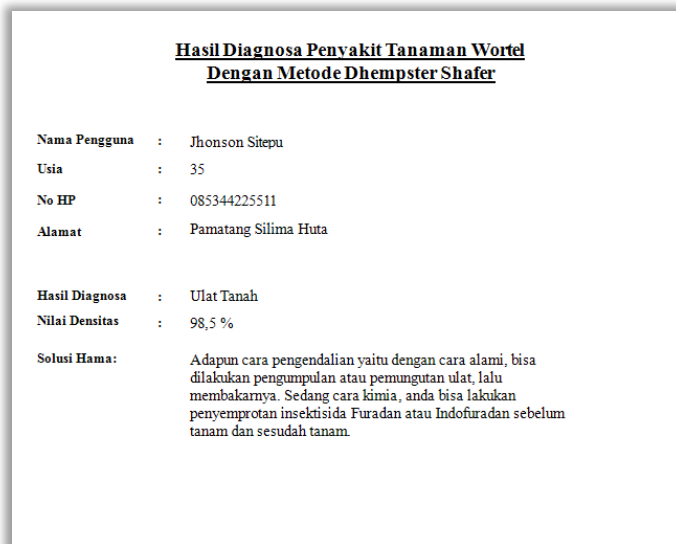 Hasil Diagnosa Penyakit Tanaman Wortel
Dengan Metode Dhempster Shafer
Nama Pengguna : Jhonson Sitepu
Usia : 35
No HP : 085344225511
Alamat : Pamatang Silima Huta
Hasil Diagnosa : Ulat Tanah
Nilai Densitas : 98,5 %
Solusi Hama: Adapun cara pengendalian yaitu dengan cara alami, bisa
dilakukan pengumpulan atau pemungutan ulat, lalu
membakarnya. Sedang cara kimia, anda bisa lakukan
penyemprotan insektisida Furadan atau Indofuradan sebelum
tanam dan sesudah tanam.